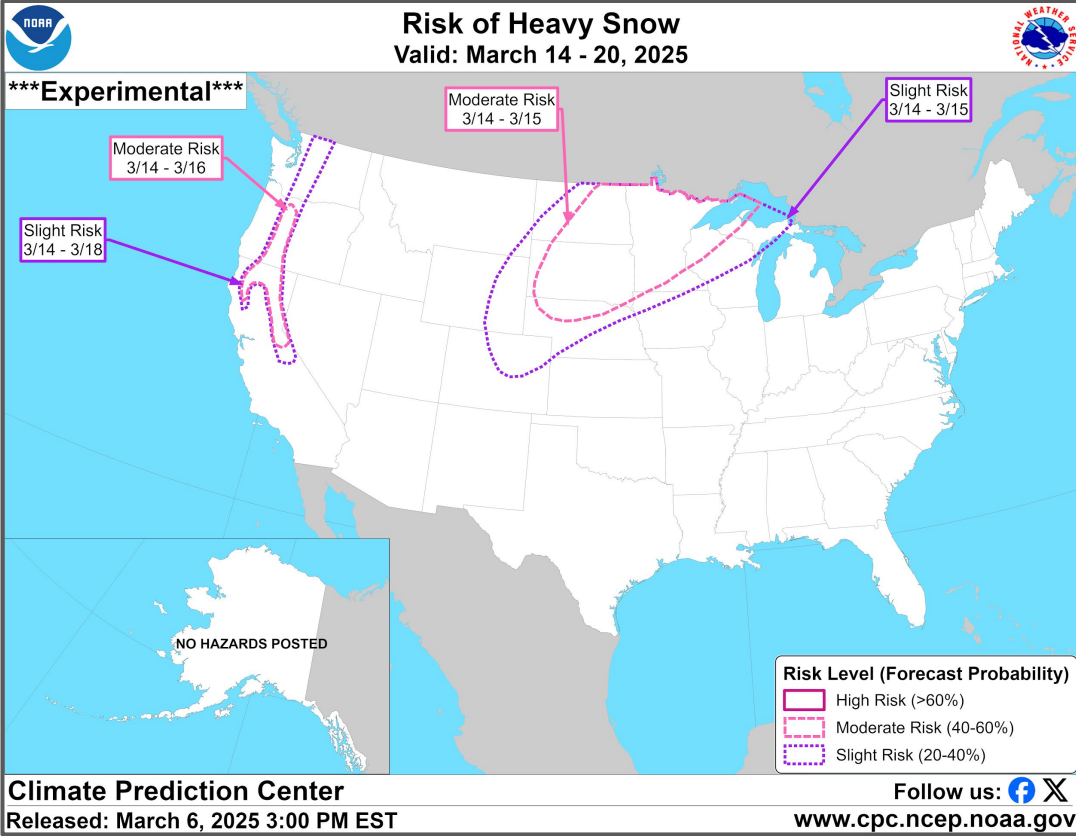 NOAA
Risk of Heavy Snow
Valid: March 14 - 20, 2025
NATIONAL WEATHER SERVICE
***Experimental***
Moderate Risk
3/14 - 3/15
Slight Risk
3/14 - 3/15
Moderate Risk
3/14 - 3/16
Slight Risk
3/14 - 3/18
NO HAZARDS POSTED
Risk Level (Forecast Probability)
High Risk (>60%)
Moderate Risk (40-60%)
Slight Risk (20-40%)
Climate Prediction Center
Follow us:
Released: March 6, 2025 3:00 PM EST
www.cpc.ncep.noaa.gov